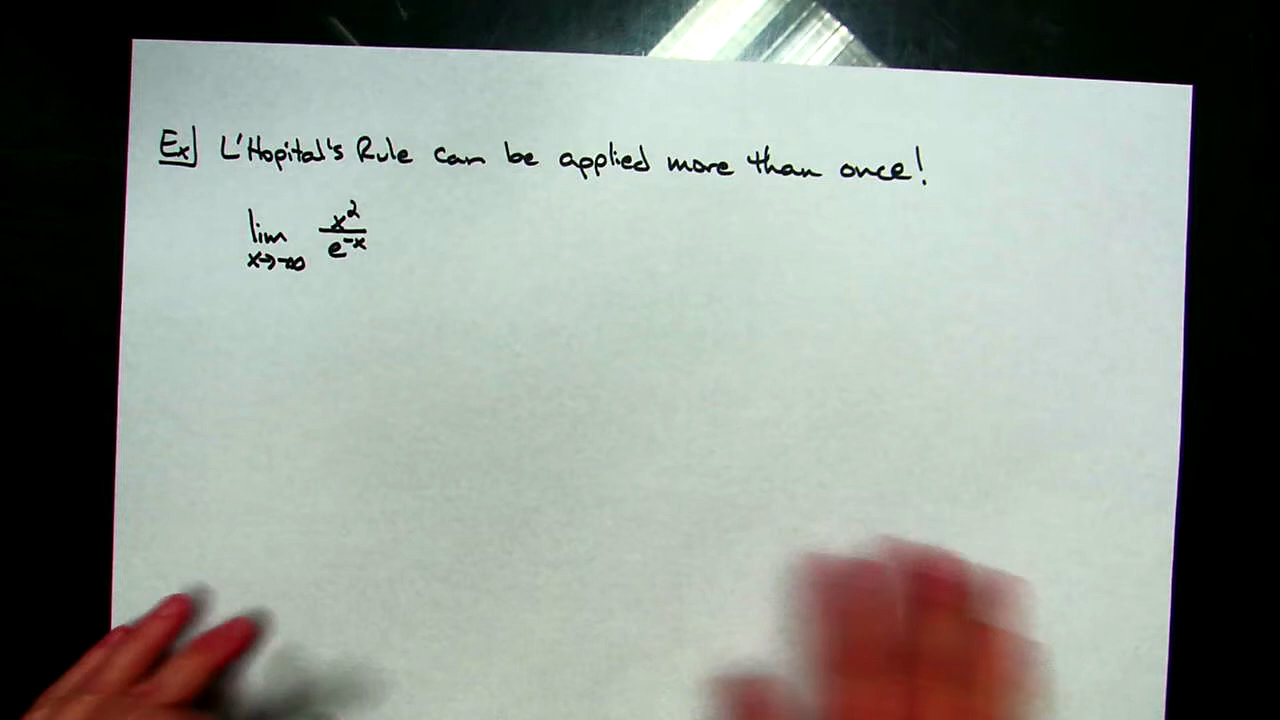 Ex] L'Hopital's Rule can be applied more than once!
lim x→-∞ x²/e⁻ˣ